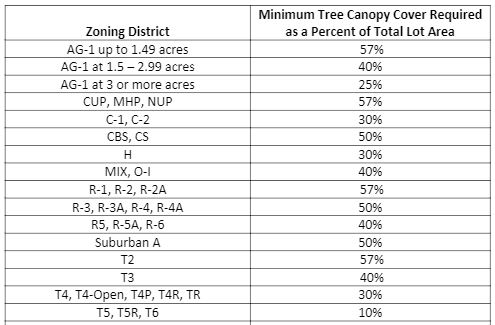 Zoning District
Minimum Tree Canopy Cover Required
as a Percent of Total Lot Area
AG-1 up to 1.49 acres 57%
AG-1 at 1.5 – 2.99 acres 40%
AG-1 at 3 or more acres 25%
CUP, MHP, NUP 57%
C-1, C-2 30%
CBS, CS 50%
H 30%
MIX, O-I 40%
R-1, R-2, R-2A 57%
R-3, R-3A, R-4, R-4A 50%
R5, R-5A, R-6 40%
Suburban A 50%
T2 57%
T3 40%
T4, T4-Open, T4P, T4R, TR 30%
T5, T5R, T6 10%